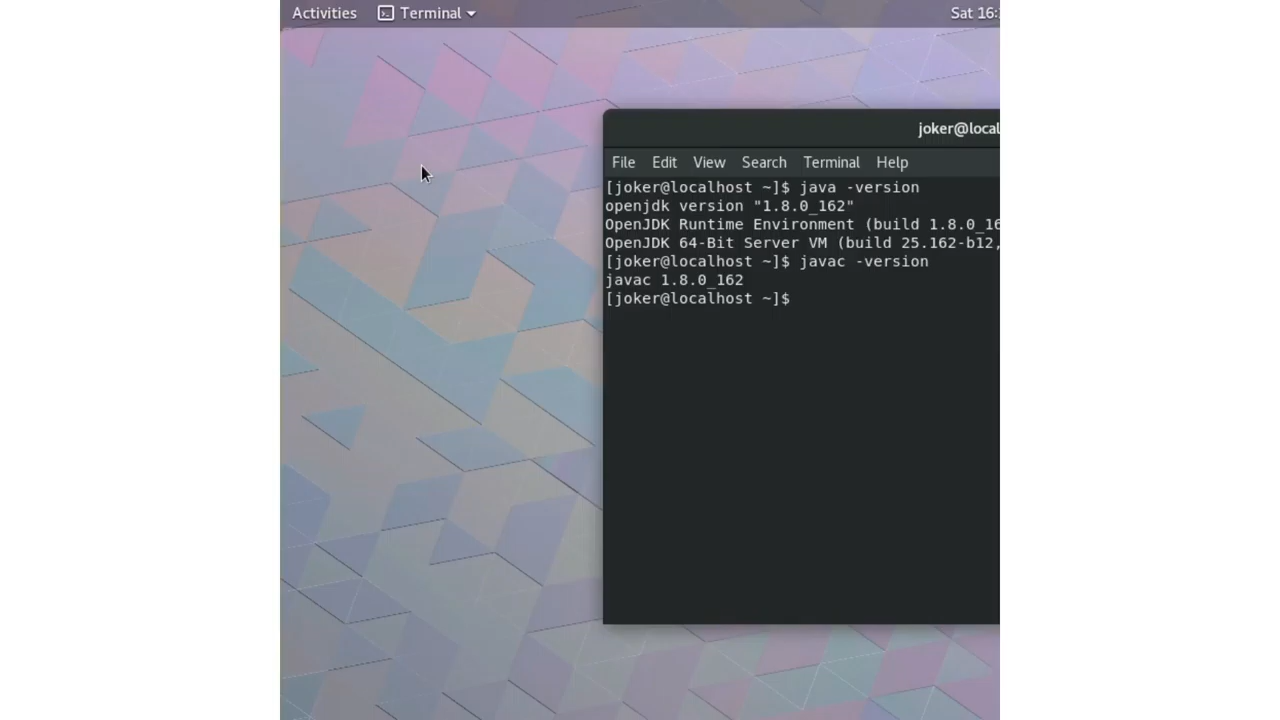 Activities Terminal Sat 16:
joker@local
File Edit View Search Terminal Help
[joker@localhost ~]$ java -version
openjdk version "1.8.0_162"
OpenJDK Runtime Environment (build 1.8.0_16
OpenJDK 64-Bit Server VM (build 25.162-b12,
[joker@localhost ~]$ javac -version
javac 1.8.0_162
[joker@localhost ~]$